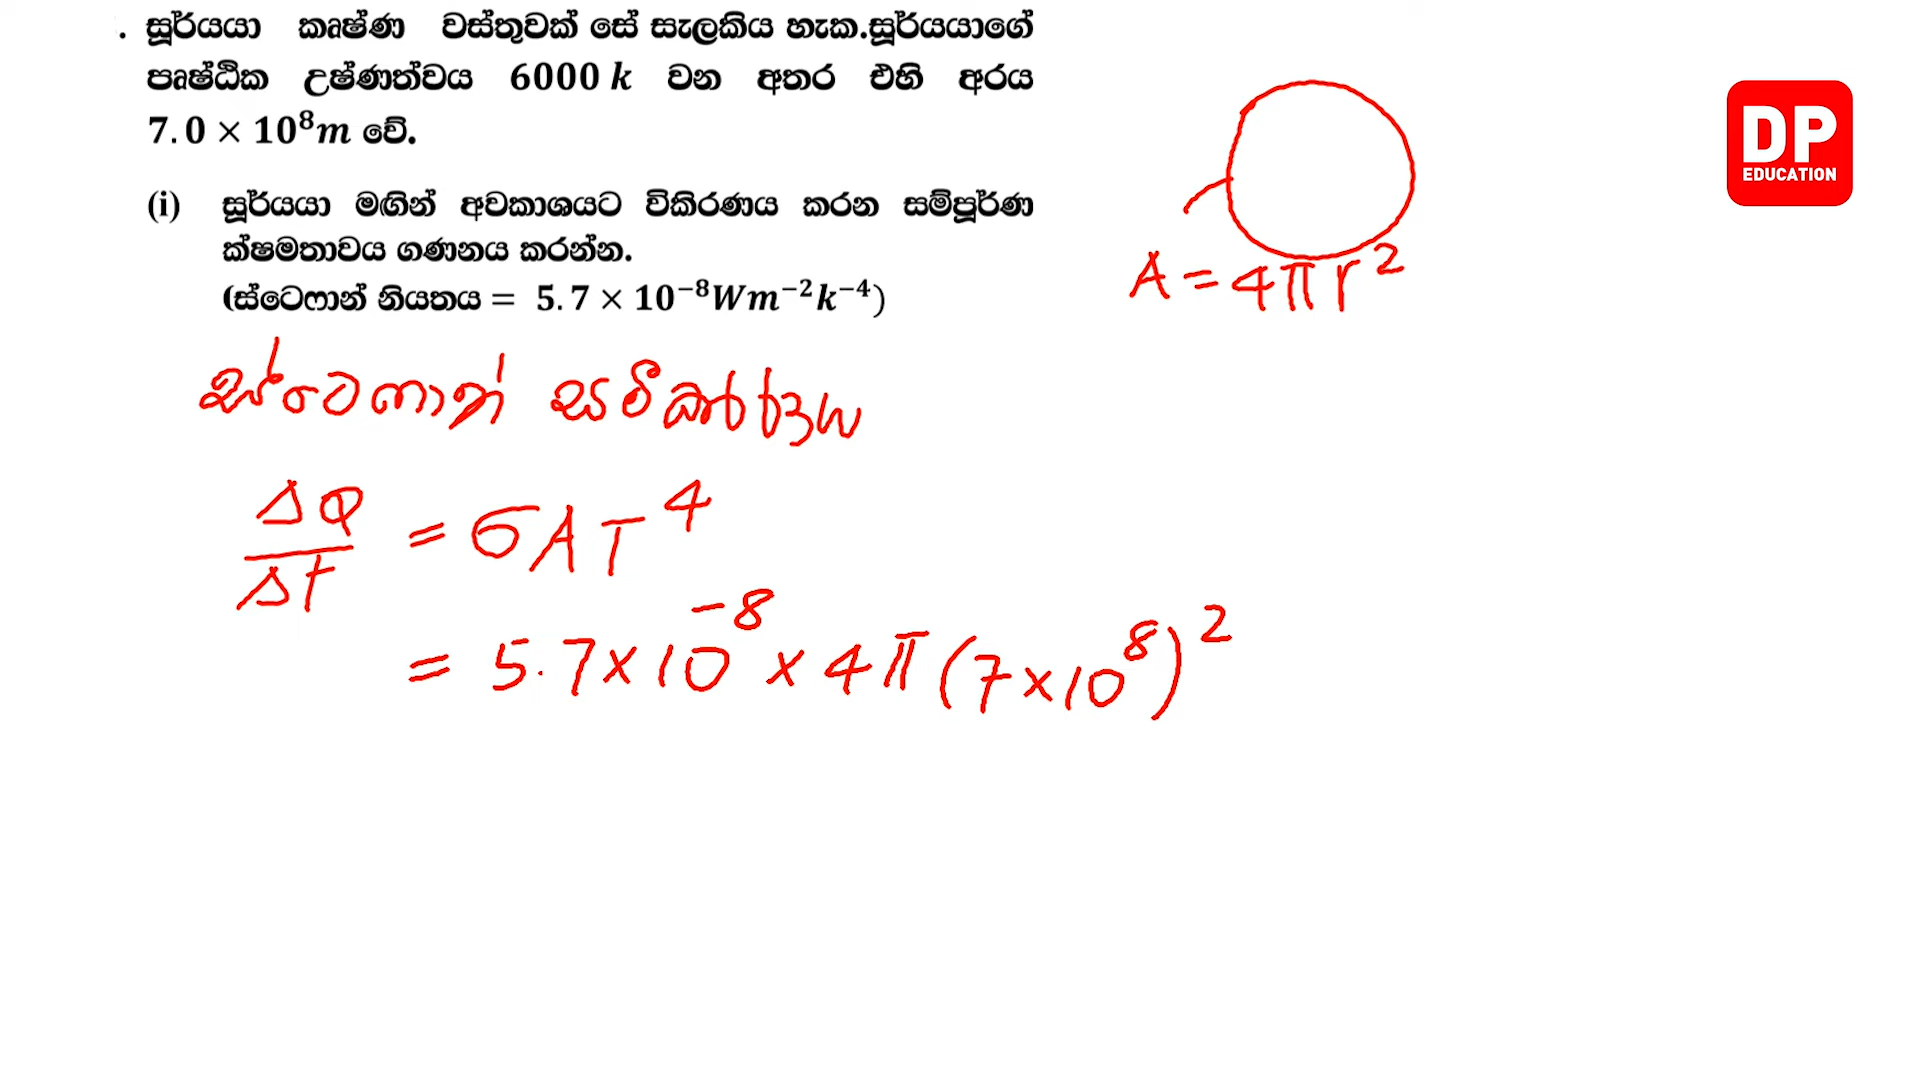 . සූර්යයා කෘෂ්ණ වස්තුවක් සේ සැලකිය හැක.සූර්යයාගේ
පෘෂ්ඨික උෂ්ණත්වය 6000 k වන අතර එහි අරය
7.0 × 10⁸m වේ.
(i) සූර්යයා මඟින් අවකාශයට විකිරණය කරන සම්පූර්ණ
ක්ෂමතාවය ගණනය කරන්න.
(ස්ටෙෆාන් නියතය = 5.7 × 10⁻⁸Wm⁻²k⁻⁴)
A = 4πr²
DP
EDUCATION
ස්ටෙෆාන් සමීකරණය
ΔQ/Δt = σAT⁴
= 5.7×10⁻⁸ × 4π(7×10⁸)²